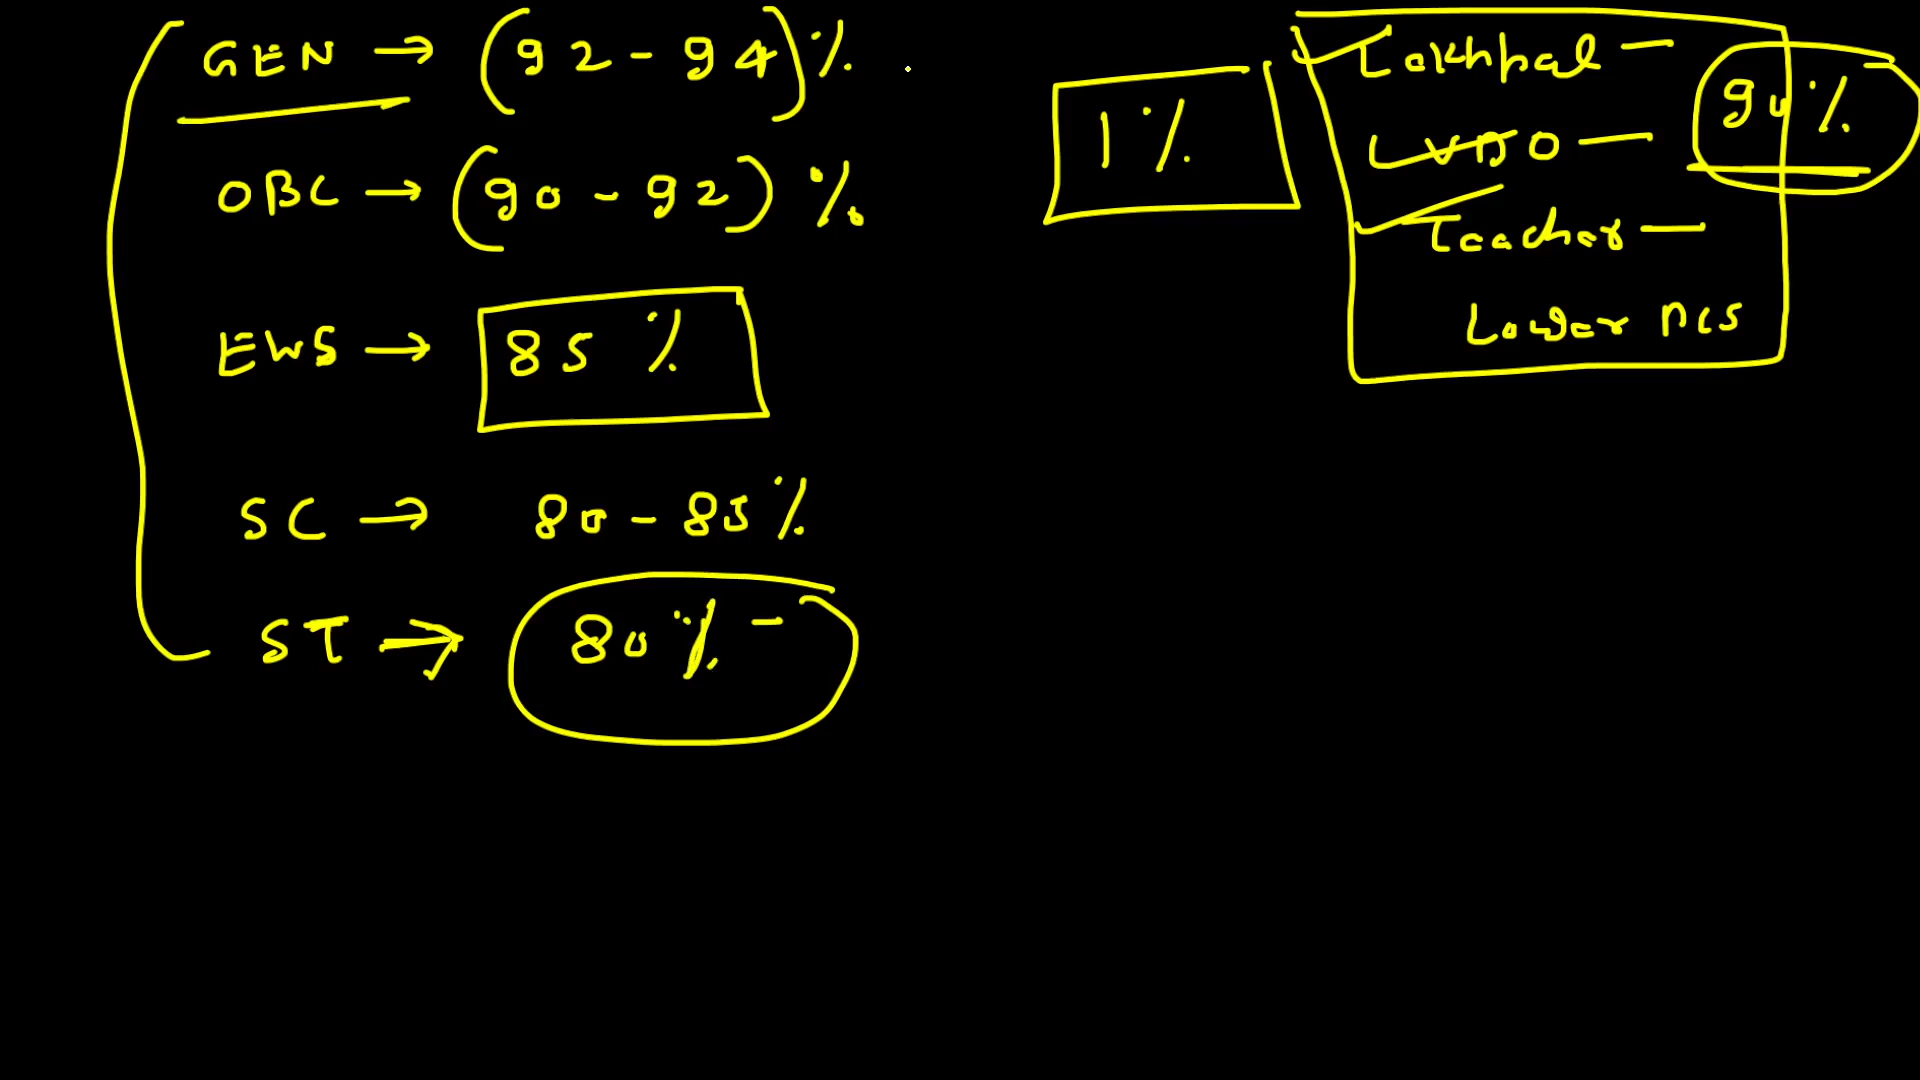 GEN → (92 - 94) %.
OBC → (90 - 92) %
EWS → 85 %
SC → 80 - 85 %
ST → 80 % -
1 %
Lekhpal -
VDO -
94 %
Teacher -
Lower PCS